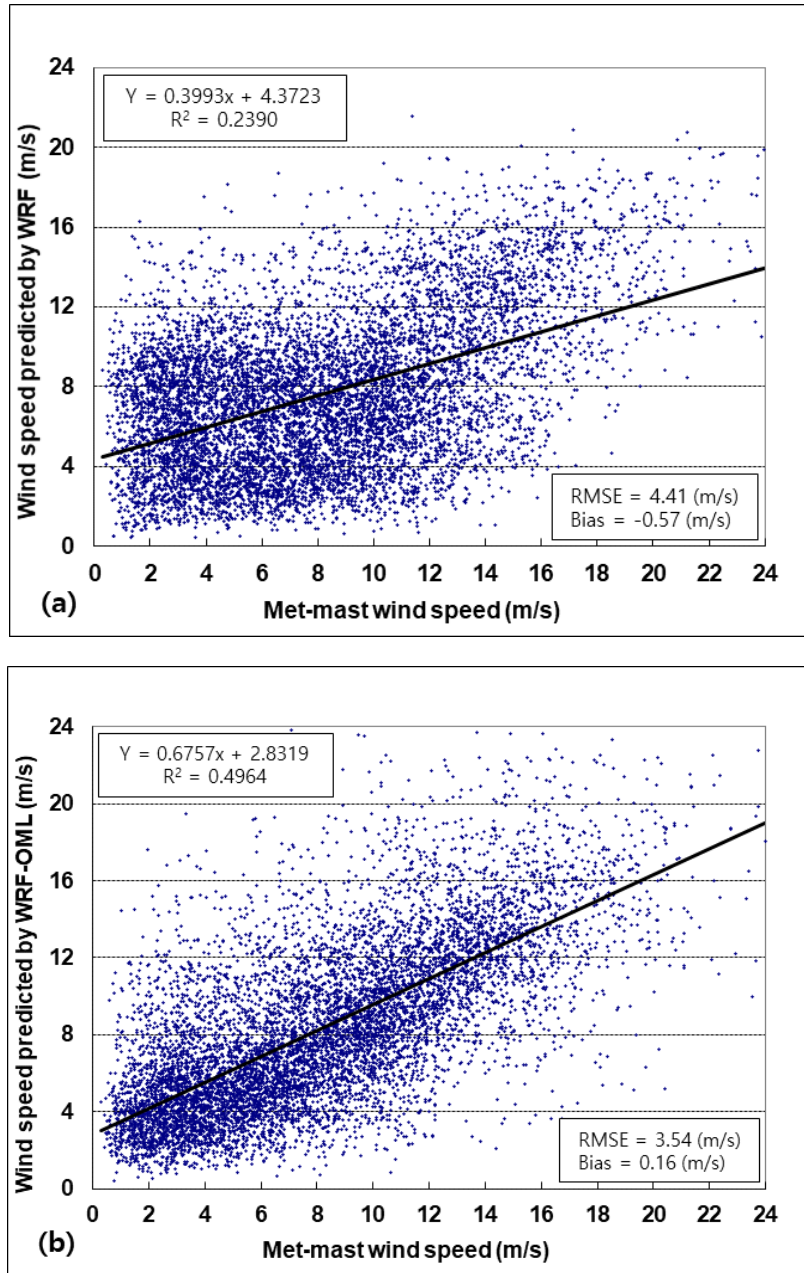 24
20
16
12
8
4
0
Wind speed predicted by WRF (m/s)
Y = 0.3993x + 4.3723
R² = 0.2390
RMSE = 4.41 (m/s)
Bias = -0.57 (m/s)
0 2 4 6 8 10 12 14 16 18 20 22 24
(a)
Met-mast wind speed (m/s)
24
20
16
12
8
4
0
Wind speed predicted by WRF-OML (m/s)
Y = 0.6757x + 2.8319
R² = 0.4964
RMSE = 3.54 (m/s)
Bias = 0.16 (m/s)
0 2 4 6 8 10 12 14 16 18 20 22 24
(b)
Met-mast wind speed (m/s)